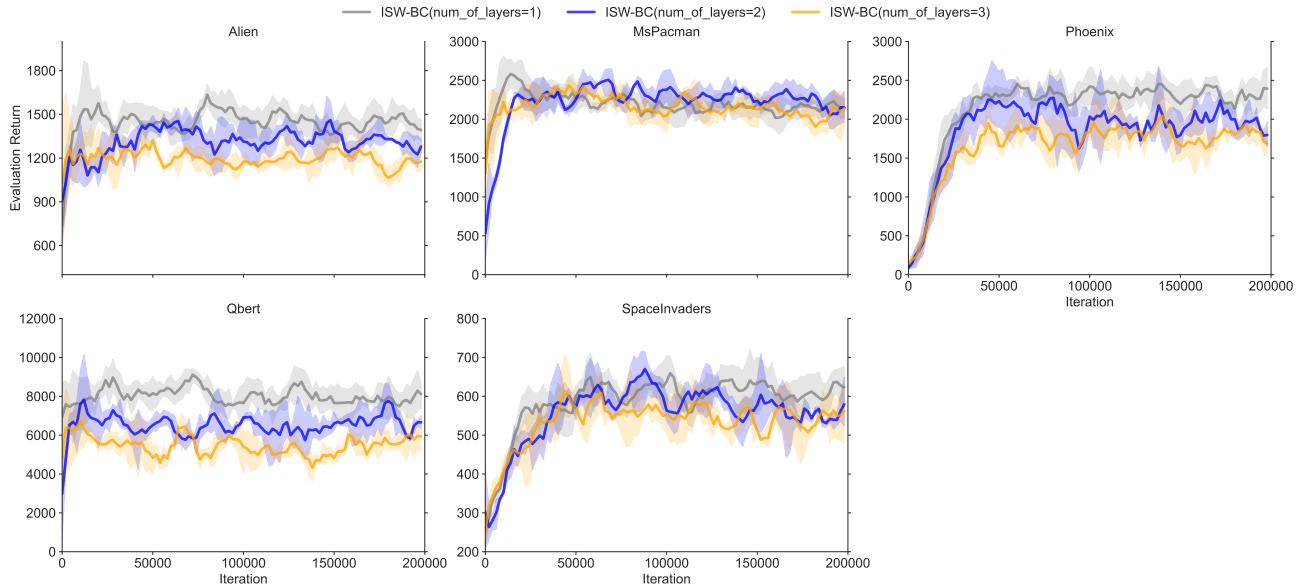 ISW-BC(num_of_layers=1) ISW-BC(num_of_layers=2) ISW-BC(num_of_layers=3)
Alien
1800
1500
1200
900
600
Evaluation Return
MsPacman
3000
2500
2000
1500
1000
500
0
Phoenix
3000
2500
2000
1500
1000
500
0
0 50000 100000 150000 200000
Iteration
Qbert
12000
10000
8000
6000
4000
2000
0
0 50000 100000 150000 200000
Iteration
SpaceInvaders
800
700
600
500
400
300
200
0 50000 100000 150000 200000
Iteration